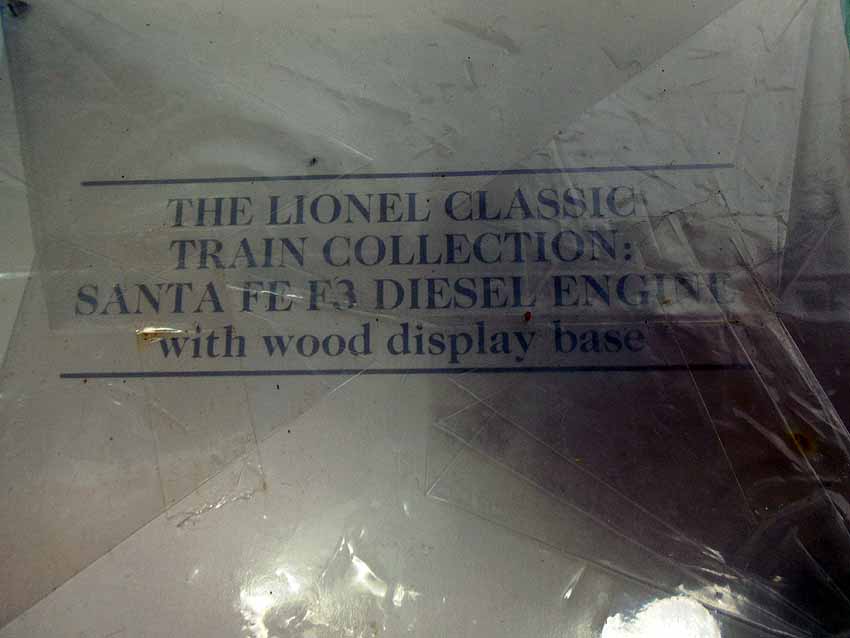 THE LIONEL CLASSIC
TRAIN COLLECTION:
SANTA FE F3 DIESEL ENGINE
with wood display base